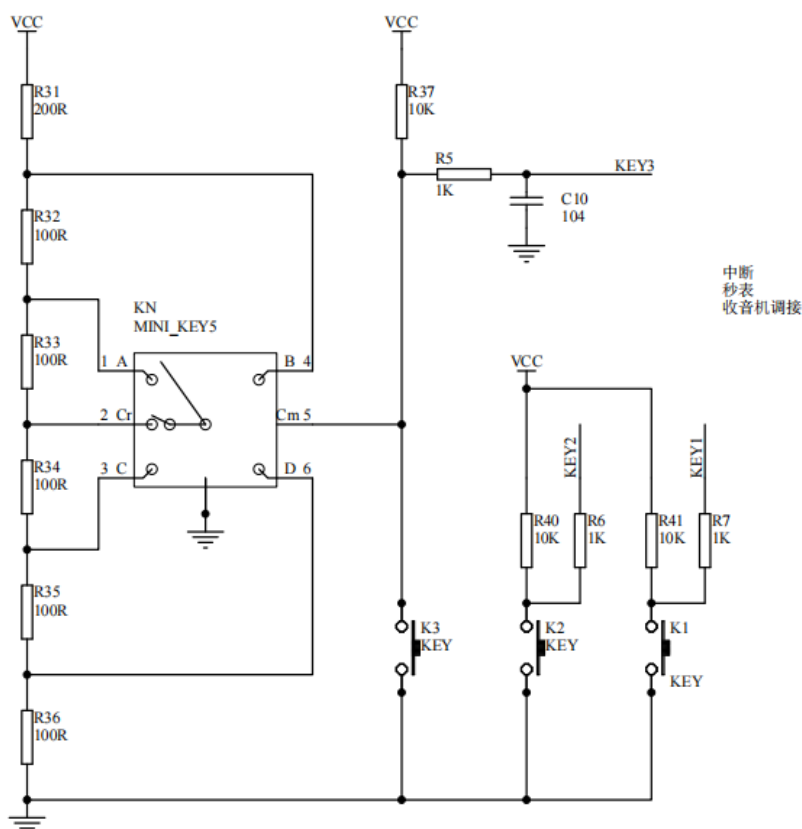 VCC
VCC
R31
200R
R37
10K
R5
1K
KEY3
C10
104
R32
100R
中断
秒表
收音机调接
KN
MINI_KEY5
R33
100R
1 A
B 4
VCC
2 Cr
Cm 5
KEY2
KEY1
R34
100R
3 C
D 6
R40
10K
R6
1K
R41
10K
R7
1K
R35
100R
K3
KEY
K2
KEY
K1
KEY
R36
100R